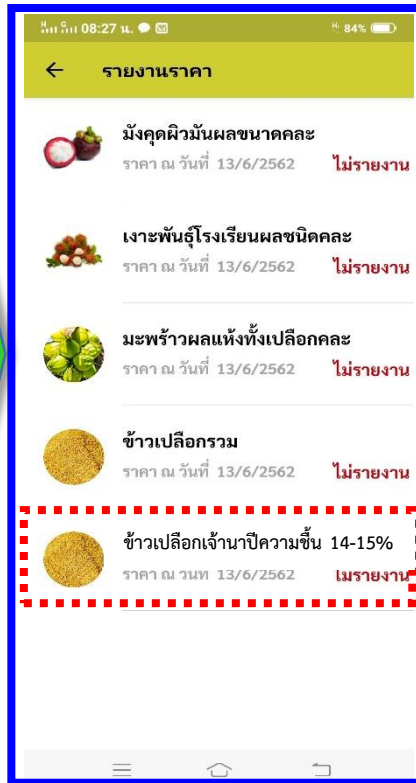 08:27 น. 84%
รายงานราคา
มังคุดผิวมันผลขนาดคละ
ราคา ณ วันที่ 13/6/2562 ไม่รายงาน
เงาะพันธุ์โรงเรียนผลชนิดคละ
ราคา ณ วันที่ 13/6/2562 ไม่รายงาน
มะพร้าวผลแห้งทั้งเปลือกคละ
ราคา ณ วันที่ 13/6/2562 ไม่รายงาน
ข้าวเปลือกรวม
ราคา ณ วันที่ 13/6/2562 ไม่รายงาน
ข้าวเปลือกเจ้านาปีความชื้น 14-15%
ราคา ณ วันที่ 13/6/2562 ไม่รายงาน